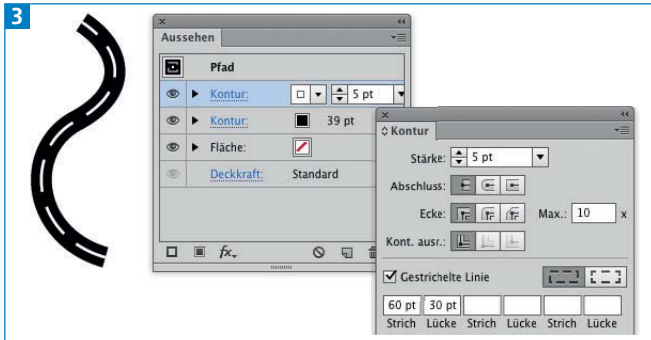 3
Aussehen
Pfad
Kontur: 5 pt
Kontur: 39 pt
Fläche:
Deckkraft: Standard
fx
Kontur
Stärke: 5 pt
Abschluss:
Ecke: Max.: 10 x
Kont. ausr.:
Gestrichelte Linie
60 pt 30 pt
Strich Lücke Strich Lücke Strich Lücke